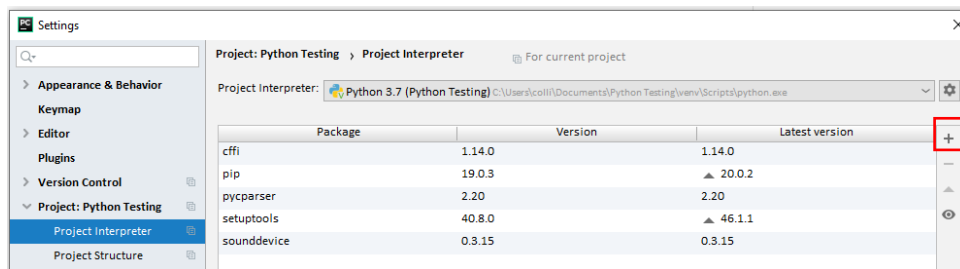 PC Settings
Project: Python Testing › Project Interpreter For current project
Appearance & Behavior
Keymap
Editor
Plugins
Version Control
Project: Python Testing
Project Interpreter
Project Structure
Project Interpreter: Python 3.7 (Python Testing) C:\Users\colli\Documents\Python Testing\venv\Scripts\python.exe
Package Version Latest version
cffi 1.14.0 1.14.0
pip 19.0.3 ▲ 20.0.2
pycparser 2.20 2.20
setuptools 40.8.0 ▲ 46.1.1
sounddevice 0.3.15 0.3.15